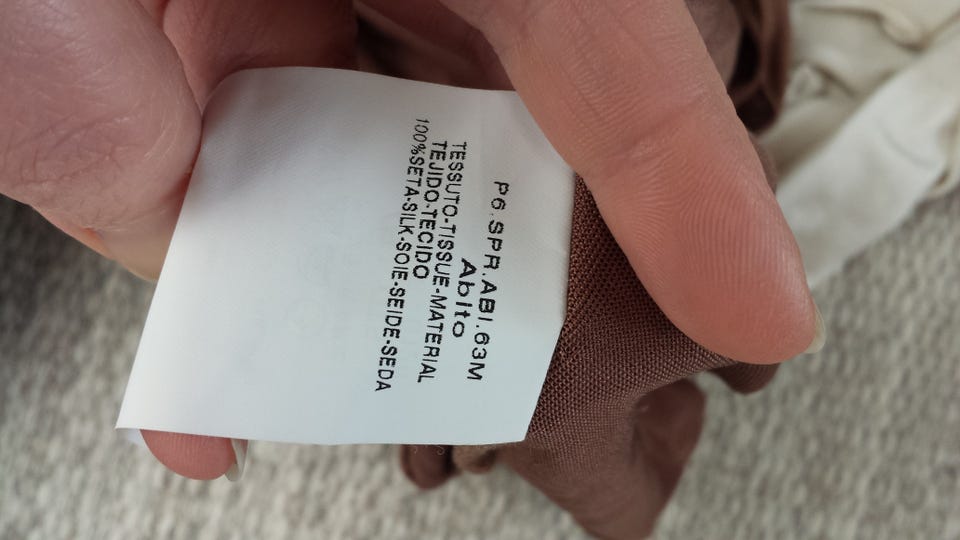 P6.SPR.ABI.63M
Abito
TESSUTO-TISSUE-MATERIAL
TEJIDO-TECIDO
100%SETA-SILK-SOIE-SEIDE-SEDA